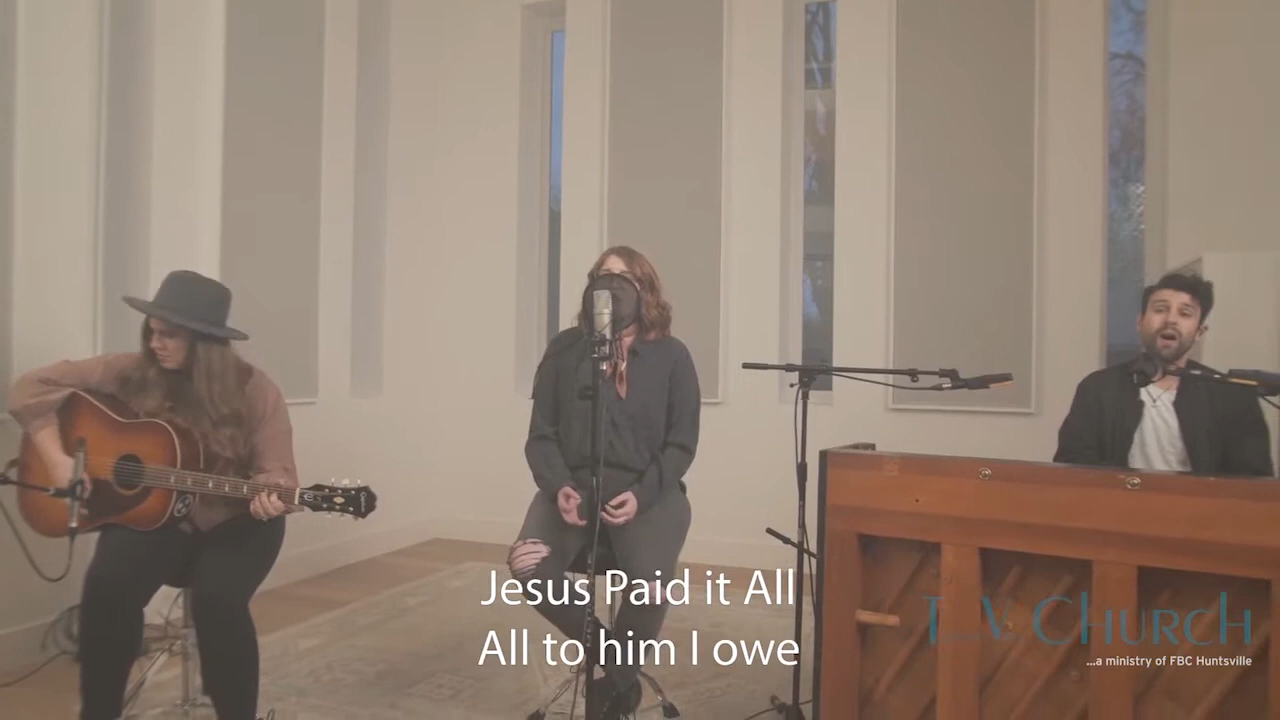 Jesus Paid it All
All to him I owe
CHURCH
...a ministry of FBC Huntsville